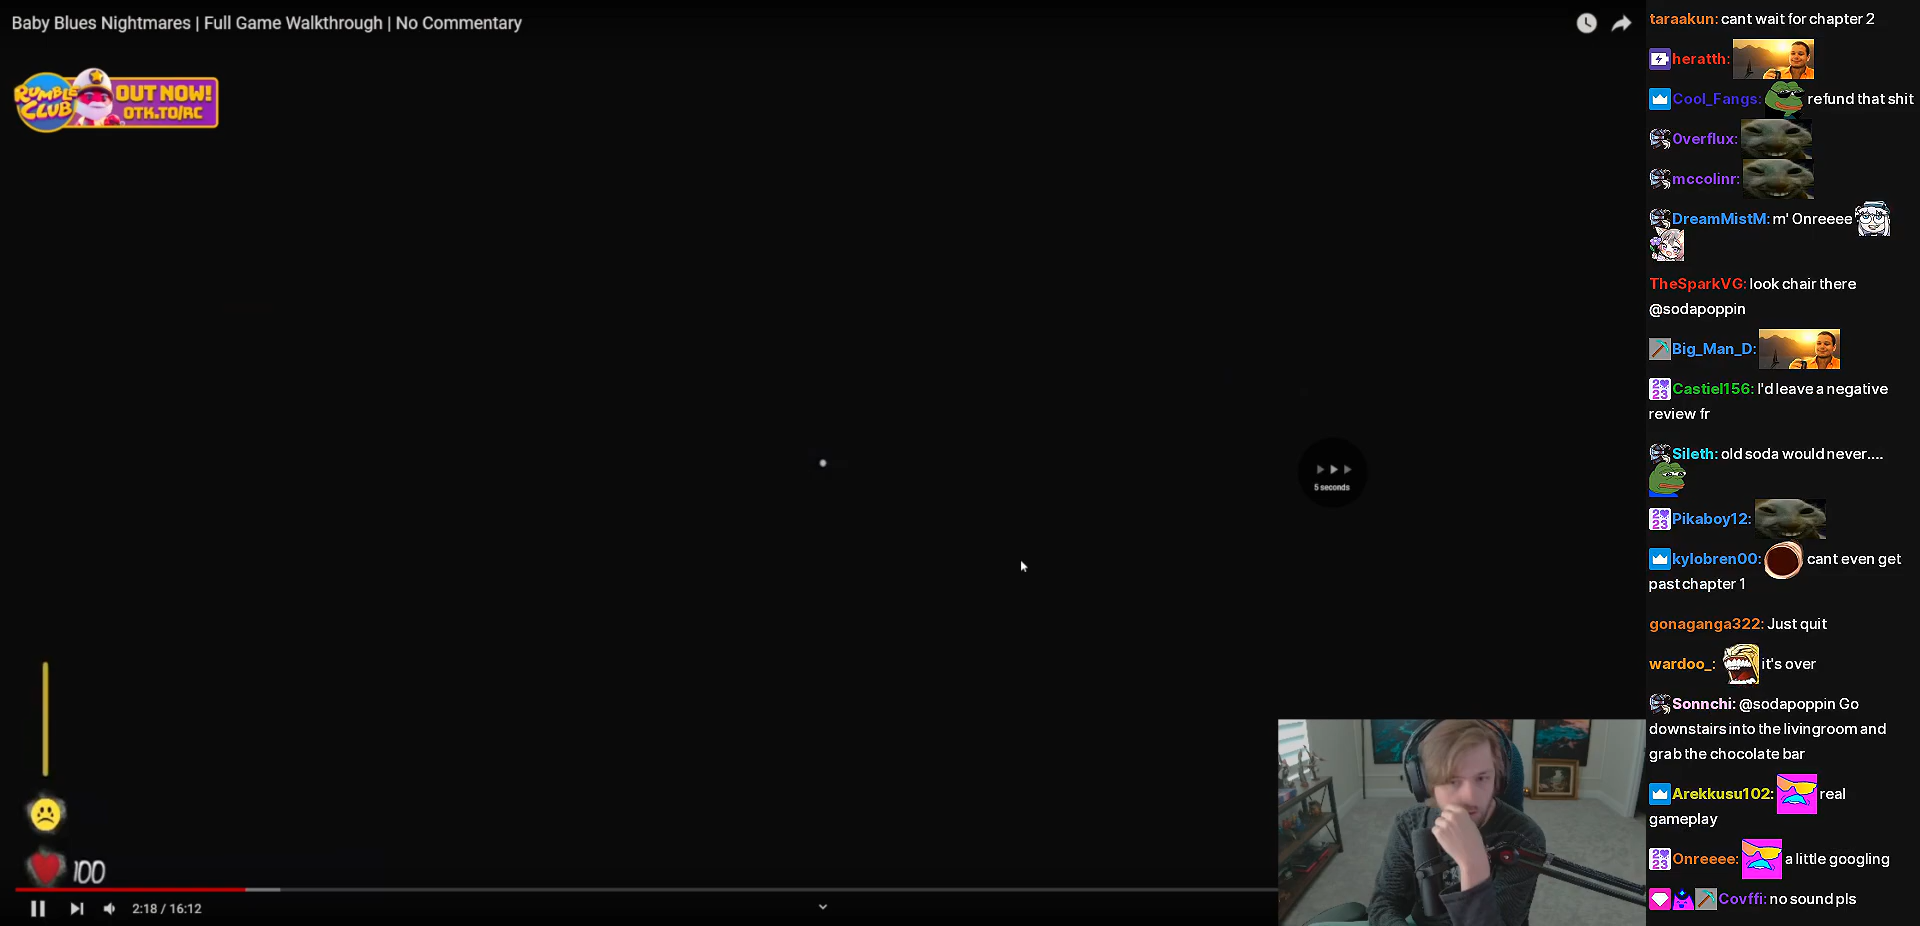 Baby Blues Nightmares | Full Game Walkthrough | No Commentary
RUMBLE CLUB
OUT NOW!
OTK.TO/RC
5 seconds
100
2:18 / 16:12
taraakun: cant wait for chapter 2
heratth:
Cool_Fangs: refund that shit
0verflux:
mccolinr:
DreamMistM: m' Onreeee
TheSparkVG: look chair there
@sodapoppin
Big_Man_D:
Castiel156: I'd leave a negative
review fr
Sileth: old soda would never....
Pikaboy12:
kylobren00: cant even get
past chapter 1
gonaganga322: Just quit
wardoo_: it's over
Sonnchi: @sodapoppin Go
downstairs into the livingroom and
grab the chocolate bar
Arekkusu102: real
gameplay
Onreeee: a little googling
Covffi: no sound pls